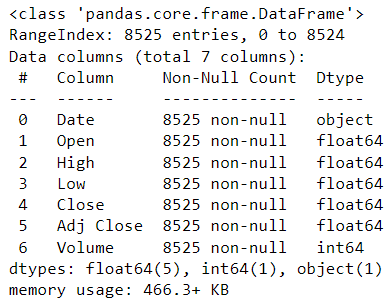 <class 'pandas.core.frame.DataFrame'>
RangeIndex: 8525 entries, 0 to 8524
Data columns (total 7 columns):
 #   Column     Non-Null Count  Dtype
---  ------     --------------  -----
 0   Date       8525 non-null   object
 1   Open       8525 non-null   float64
 2   High       8525 non-null   float64
 3   Low        8525 non-null   float64
 4   Close      8525 non-null   float64
 5   Adj Close  8525 non-null   float64
 6   Volume     8525 non-null   int64
dtypes: float64(5), int64(1), object(1)
memory usage: 466.3+ KB